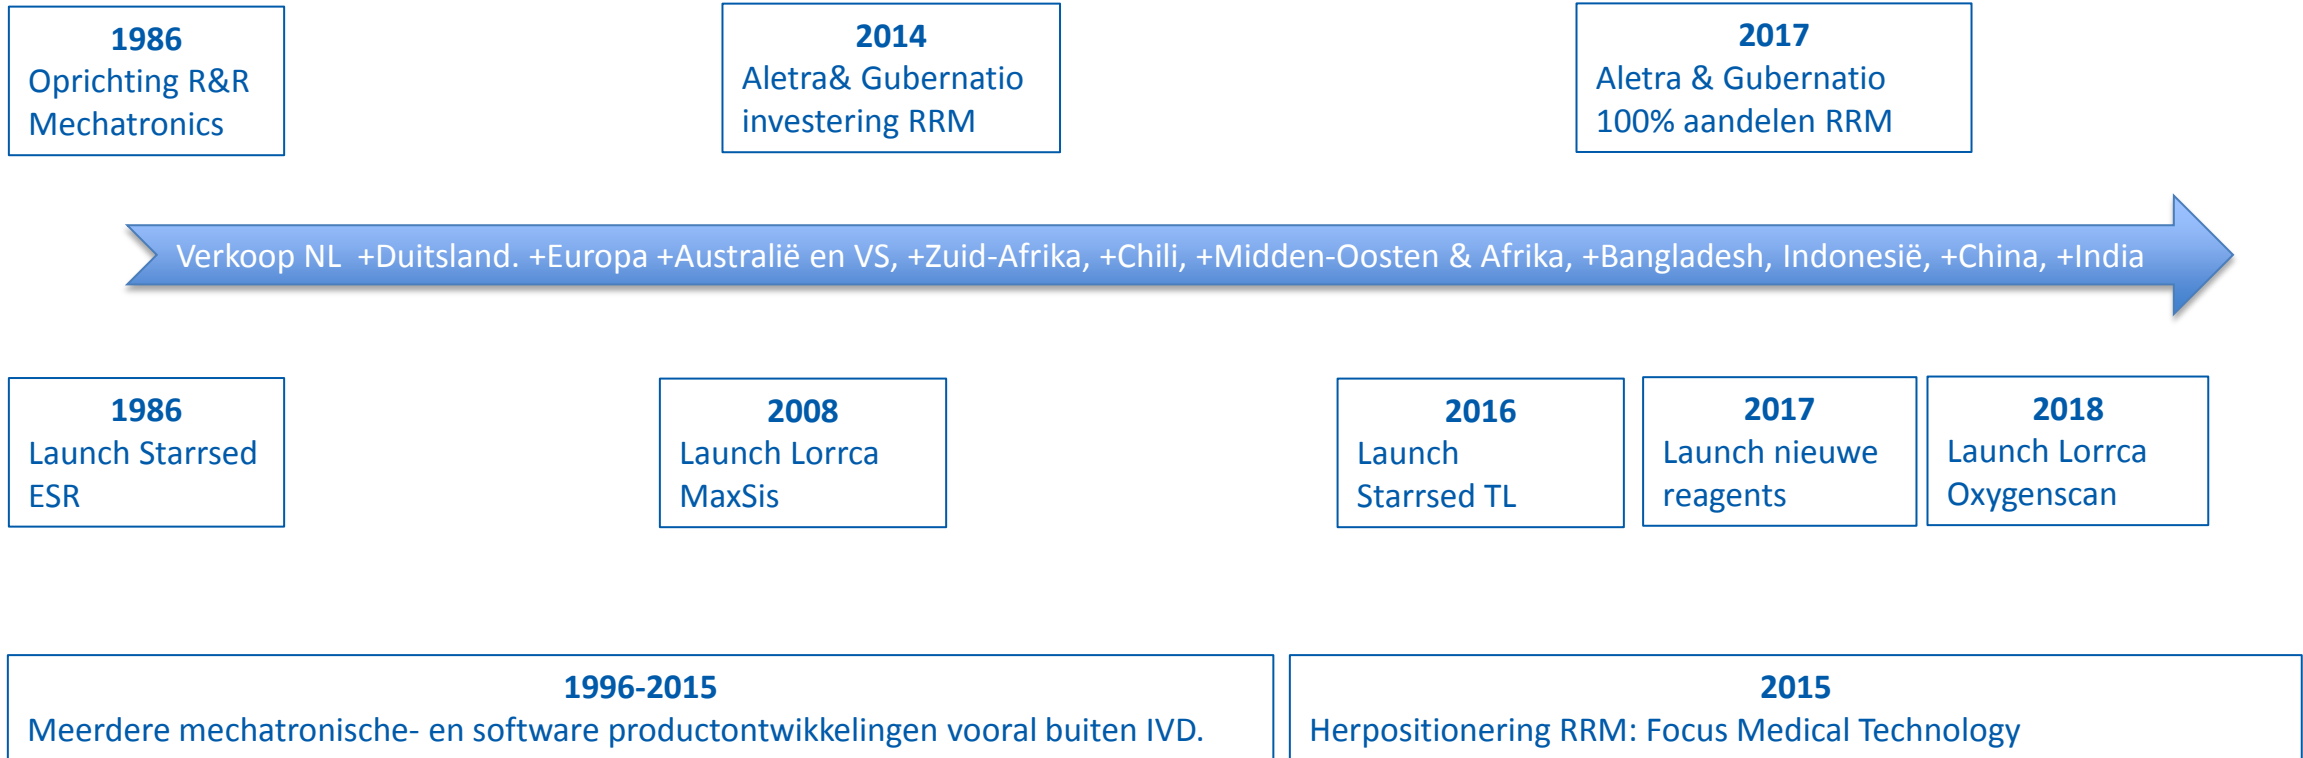 1986
Oprichting R&R
Mechatronics
2014
Aletra& Gubernatio
investering RRM
2017
Aletra & Gubernatio
100% aandelen RRM
Verkoop NL +Duitsland. +Europa +Australië en VS, +Zuid-Afrika, +Chili, +Midden-Oosten & Afrika, +Bangladesh, Indonesië, +China, +India
1986
Launch Starrsed
ESR
2008
Launch Lorrca
MaxSis
2016
Launch
Starrsed TL
2017
Launch nieuwe
reagents
2018
Launch Lorrca
Oxygenscan
1996-2015
Meerdere mechatronische- en software productontwikkelingen vooral buiten IVD.
2015
Herpositionering RRM: Focus Medical Technology